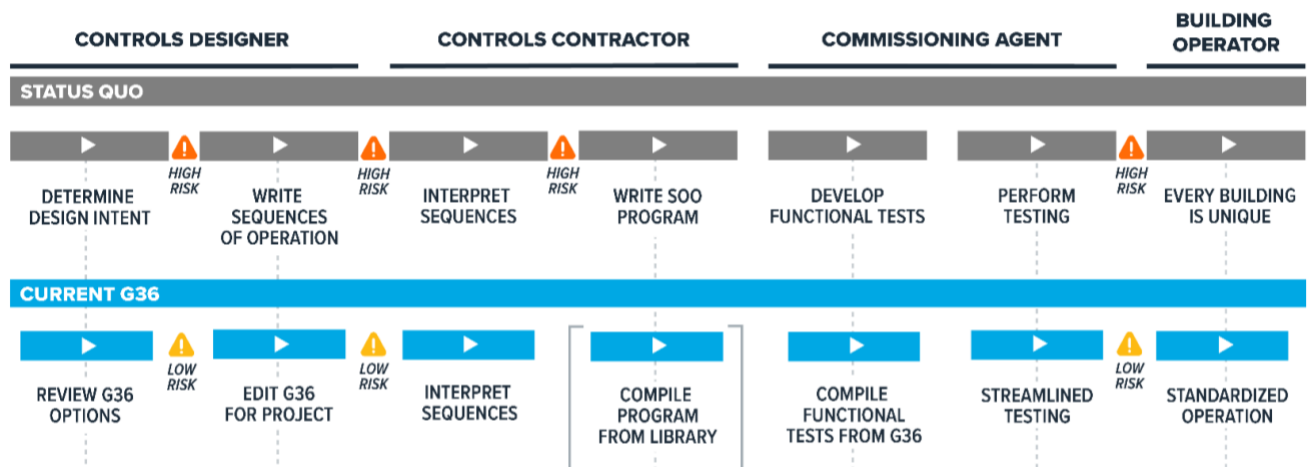 CONTROLS DESIGNER
CONTROLS CONTRACTOR
COMMISSIONING AGENT
BUILDING
OPERATOR
STATUS QUO
HIGH
RISK
HIGH
RISK
HIGH
RISK
HIGH
RISK
DETERMINE
DESIGN INTENT
WRITE
SEQUENCES
OF OPERATION
INTERPRET
SEQUENCES
WRITE SOO
PROGRAM
DEVELOP
FUNCTIONAL TESTS
PERFORM
TESTING
EVERY BUILDING
IS UNIQUE
CURRENT G36
LOW
RISK
LOW
RISK
LOW
RISK
REVIEW G36
OPTIONS
EDIT G36
FOR PROJECT
INTERPRET
SEQUENCES
COMPILE
PROGRAM
FROM LIBRARY
COMPILE
FUNCTIONAL
TESTS FROM G36
STREAMLINED
TESTING
STANDARDIZED
OPERATION